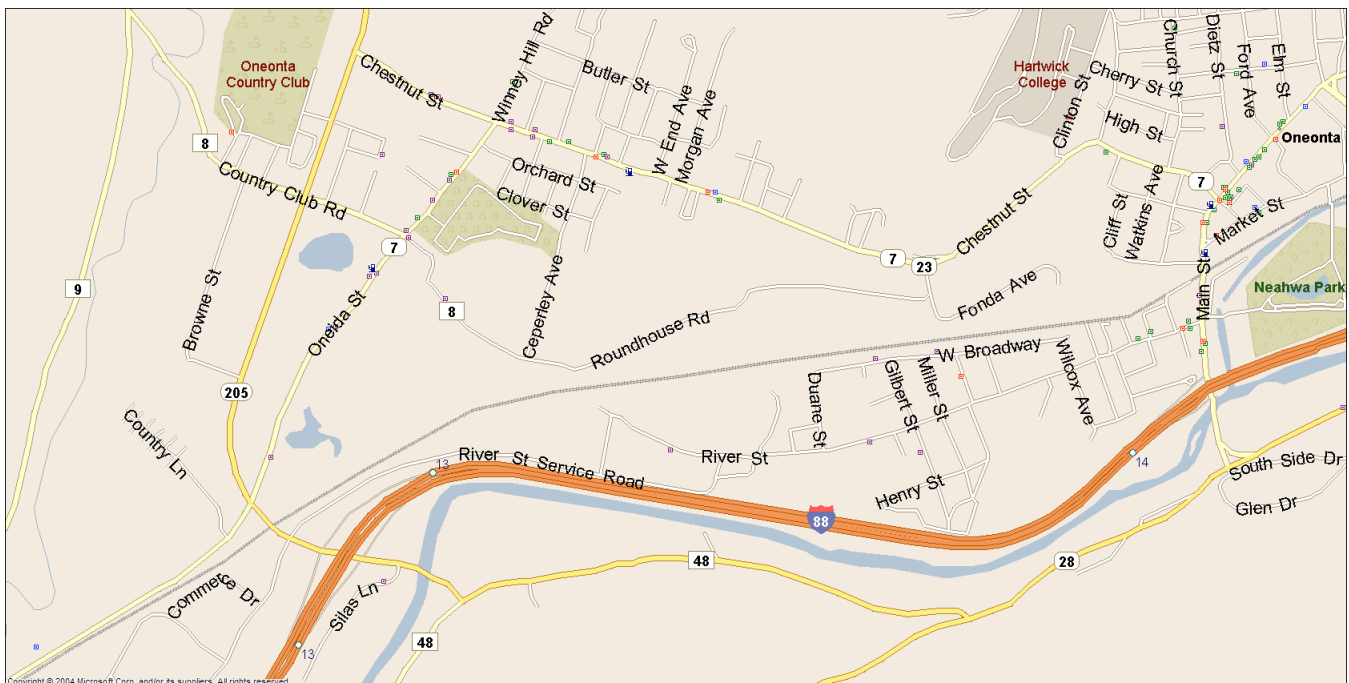 Oneonta
Country Club
Chestnut St
Winney Hill Rd
Butler St
W End Ave
Morgan Ave
Orchard St
Clover St
Hartwick
College
Clinton St
Cherry St
High St
Church St
Dietz St
Ford Ave
Elm St
Oneonta
8
Country Club Rd
7
9
Browne St
Oneida St
8
Ceperley Ave
Roundhouse Rd
7
23
Chestnut St
Fonda Ave
Cliff St
Watkins Ave
7
Market St
Main St
Neahwa Park
205
Country Ln
W Broadway
Wilcox Ave
Duane St
Gilbert St
Miller St
River St
River St Service Road
13
Henry St
88
14
South Side Dr
Glen Dr
28
48
Commerce Dr
Silas Ln
48
13
Copyright © 2004 Microsoft Corp. and/or its suppliers. All rights reserved.